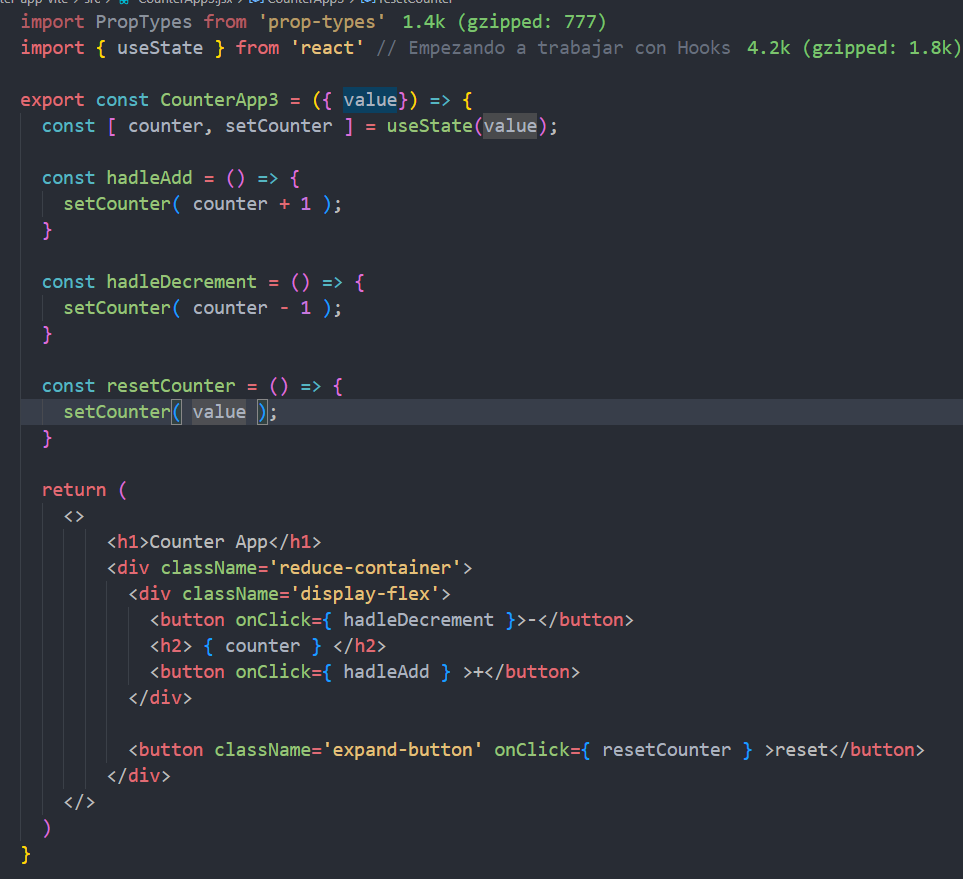 CounterApp3.jsx > CounterApp3 > resetCounter
import PropTypes from 'prop-types' 1.4k (gzipped: 777)
import { useState } from 'react' // Empezando a trabajar con Hooks 4.2k (gzipped: 1.8k)
export const CounterApp3 = ({ value}) => {
const [ counter, setCounter ] = useState(value);
const hadleAdd = () => {
setCounter( counter + 1 );
}
const hadleDecrement = () => {
setCounter( counter - 1 );
}
const resetCounter = () => {
setCounter( value );
}
return (
<>
<h1>Counter App</h1>
<div className='reduce-container'>
<div className='display-flex'>
<button onClick={ hadleDecrement }>-</button>
<h2> { counter } </h2>
<button onClick={ hadleAdd } >+</button>
</div>
<button className='expand-button' onClick={ resetCounter } >reset</button>
</div>
</>
)
}